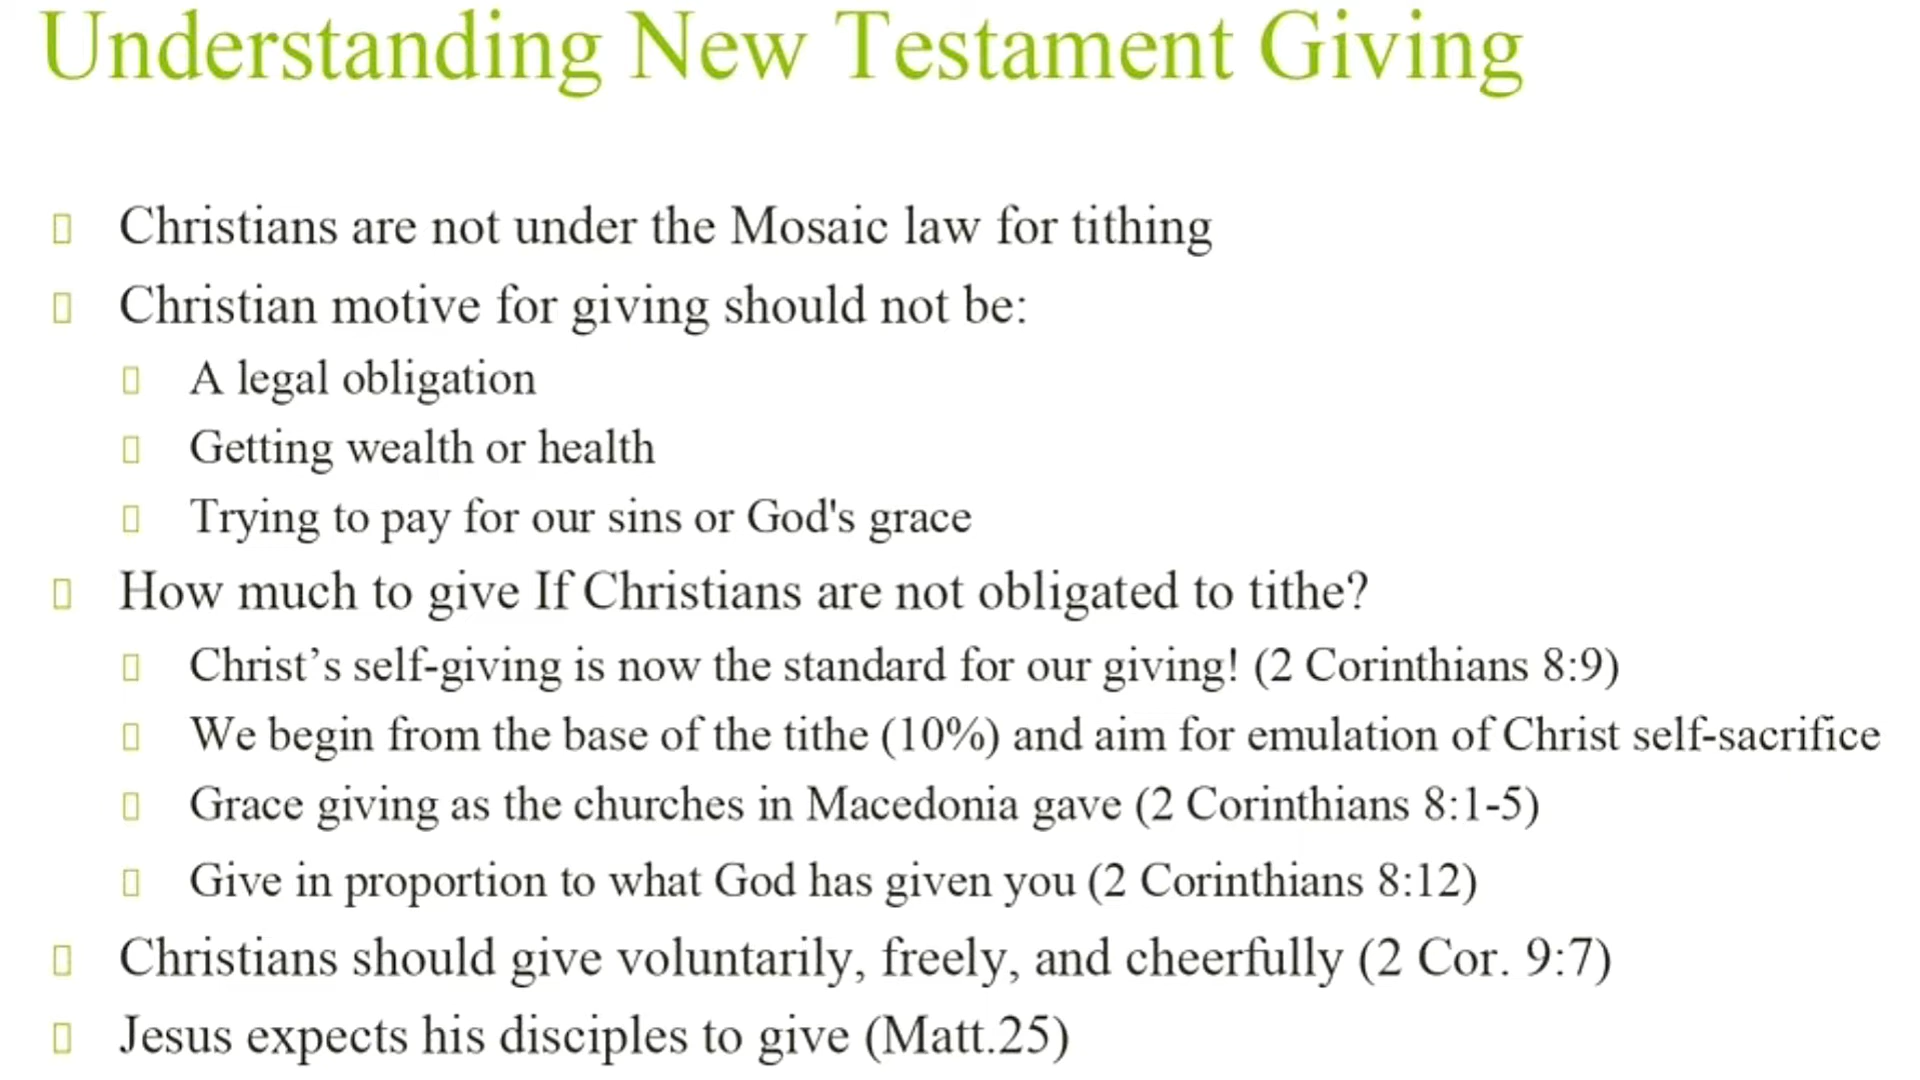 Understanding New Testament Giving
Christians are not under the Mosaic law for tithing
Christian motive for giving should not be:
A legal obligation
Getting wealth or health
Trying to pay for our sins or God's grace
How much to give If Christians are not obligated to tithe?
Christ’s self-giving is now the standard for our giving! (2 Corinthians 8:9)
We begin from the base of the tithe (10%) and aim for emulation of Christ self-sacrifice
Grace giving as the churches in Macedonia gave (2 Corinthians 8:1-5)
Give in proportion to what God has given you (2 Corinthians 8:12)
Christians should give voluntarily, freely, and cheerfully (2 Cor. 9:7)
Jesus expects his disciples to give (Matt.25)